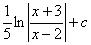 1/5 ln |(x+3)/(x−2)| + c